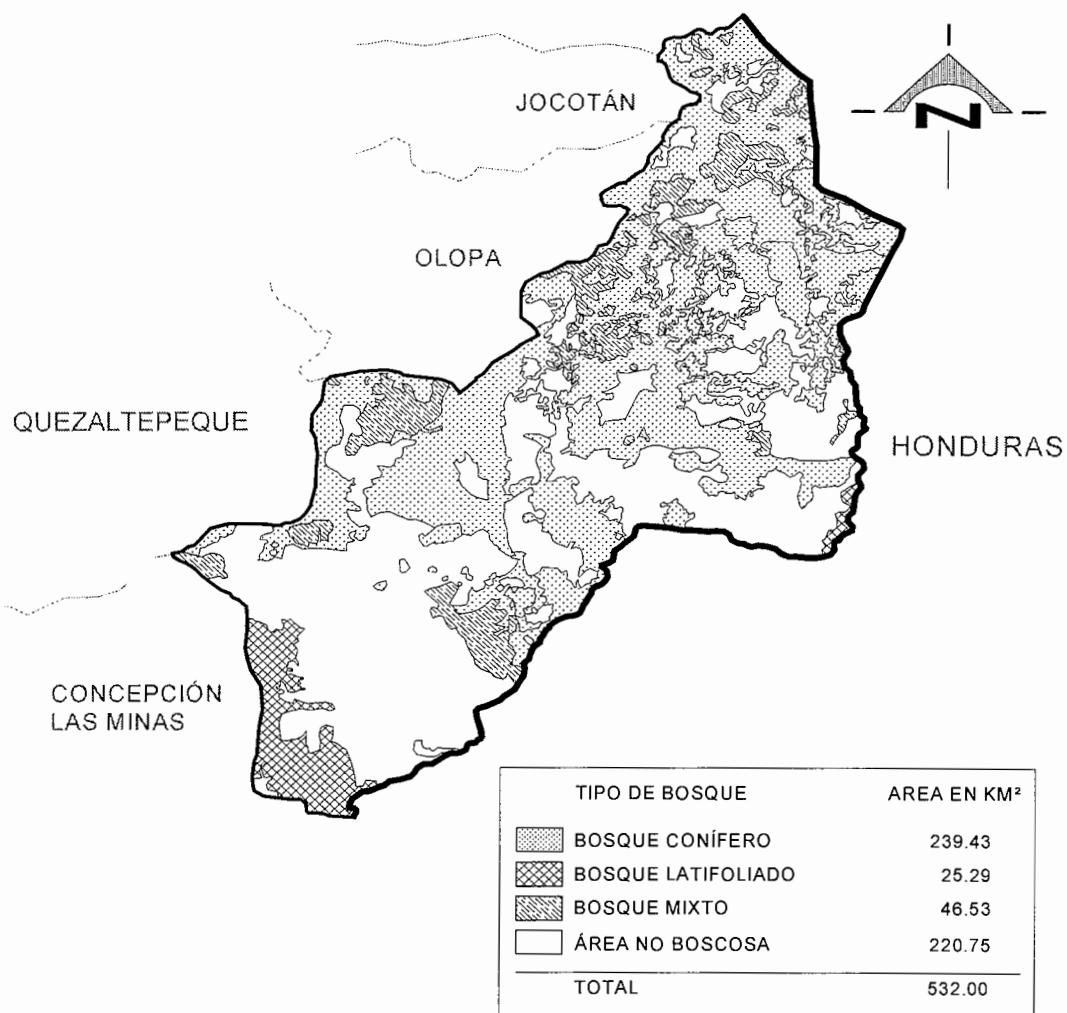 N
JOCOTÁN
OLOPA
QUEZALTEPEQUE
HONDURAS
CONCEPCIÓN
LAS MINAS
TIPO DE BOSQUE AREA EN KM²
BOSQUE CONÍFERO 239.43
BOSQUE LATIFOLIADO 25.29
BOSQUE MIXTO 46.53
ÁREA NO BOSCOSA 220.75
TOTAL 532.00